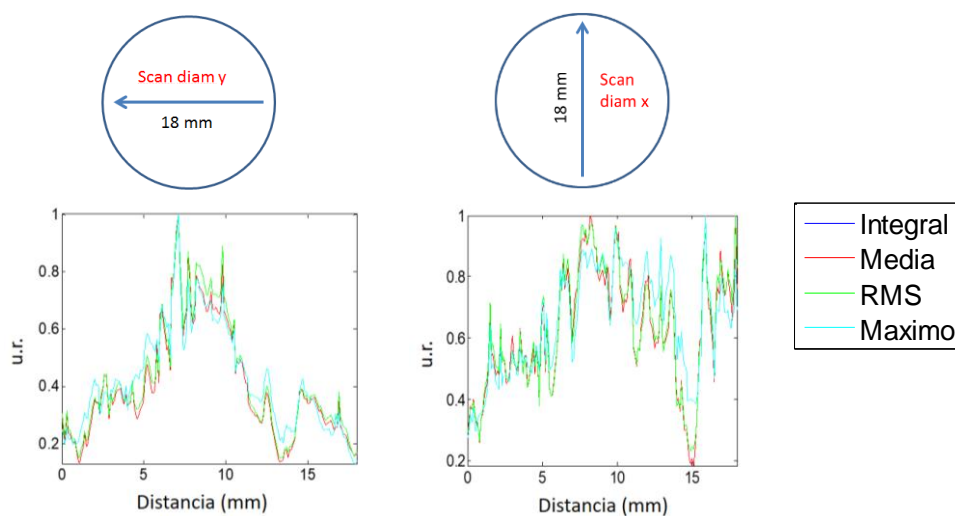 Scan diam y
18 mm
Scan
diam x
18 mm
1
0.8
0.6
0.4
0.2
0 5 10 15
u.r.
Distancia (mm)
1
0.8
0.6
0.4
0.2
0 5 10 15
u.r.
Distancia (mm)
Integral
Media
RMS
Maximo